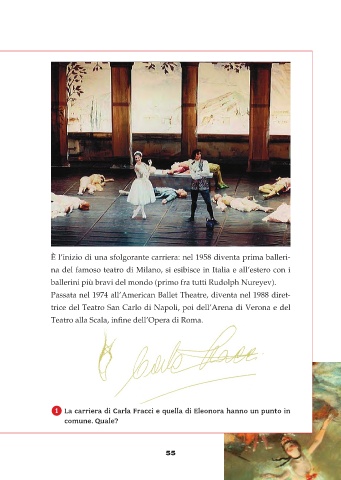 È l'inizio di una sfolgorante carriera: nel 1958 diventa prima balleri-
na del famoso teatro di Milano, si esibisce in Italia e all'estero con i
ballerini più bravi del mondo (primo fra tutti Rudolph Nureyev).
Passata nel 1974 all'American Ballet Theatre, diventa nel 1988 diret-
trice del Teatro San Carlo di Napoli, poi dell'Arena di Verona e del
Teatro alla Scala, infine dell'Opera di Roma.
Carla Fracci
1 La carriera di Carla Fracci e quella di Eleonora hanno un punto in
comune. Quale?
55